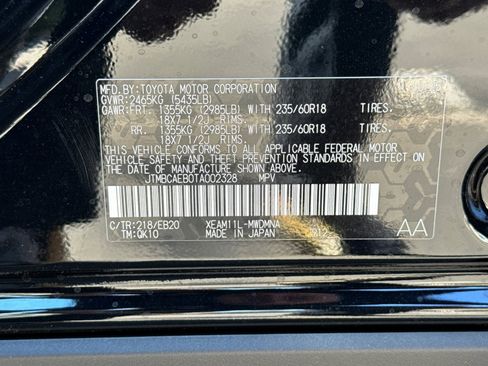 MFD.BY:TOYOTA MOTOR CORPORATION
GVWR:2465KG (5435LB)
GAWR:FRT. 1355KG (2985LB) WITH 235/60R18 TIRES.
18X7 1/2J RIMS.
RR. 1355KG (2985LB) WITH 235/60R18 TIRES.
18X7 1/2J RIMS.
THIS VEHICLE CONFORMS TO ALL APPLICABLE FEDERAL MOTOR
VEHICLE SAFETY AND THEFT PREVENTION STANDARDS IN EFFECT ON
THE DATE OF MANUFACTURE SHOWN ABOVE.
JTMBCAEB0TA002328 MPV
C/TR:218/EB20 XEAM11L-MWDMNA
TM:QK10 MADE IN JAPAN
AA